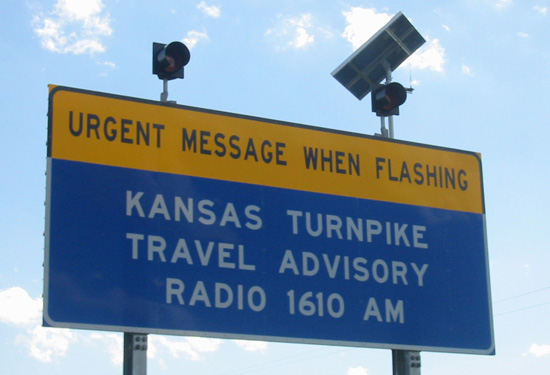 URGENT MESSAGE WHEN FLASHING
KANSAS TURNPIKE
TRAVEL ADVISORY
RADIO 1610 AM